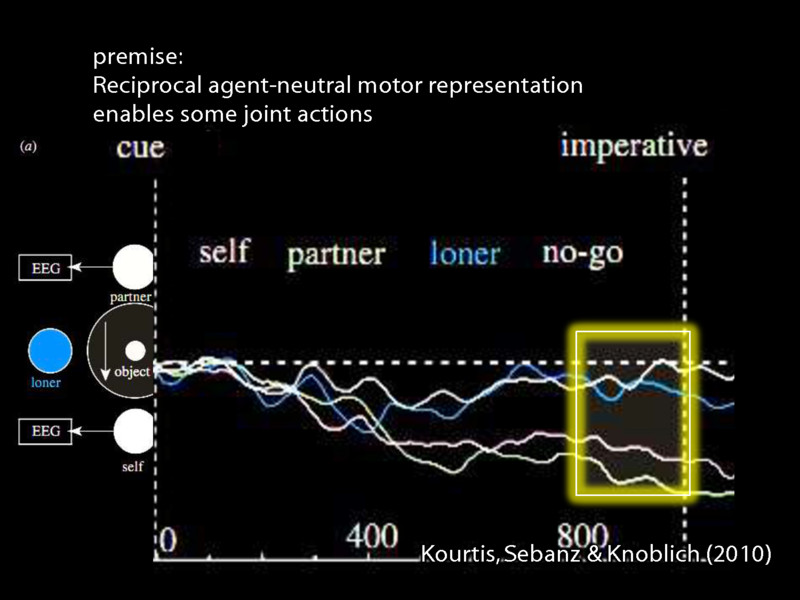 premise:
Reciprocal agent-neutral motor representation
enables some joint actions
(a)
cue
imperative
self partner loner no-go
EEG
partner
object
loner
EEG
self
0 400 800
Kourtis, Sebanz & Knoblich (2010)